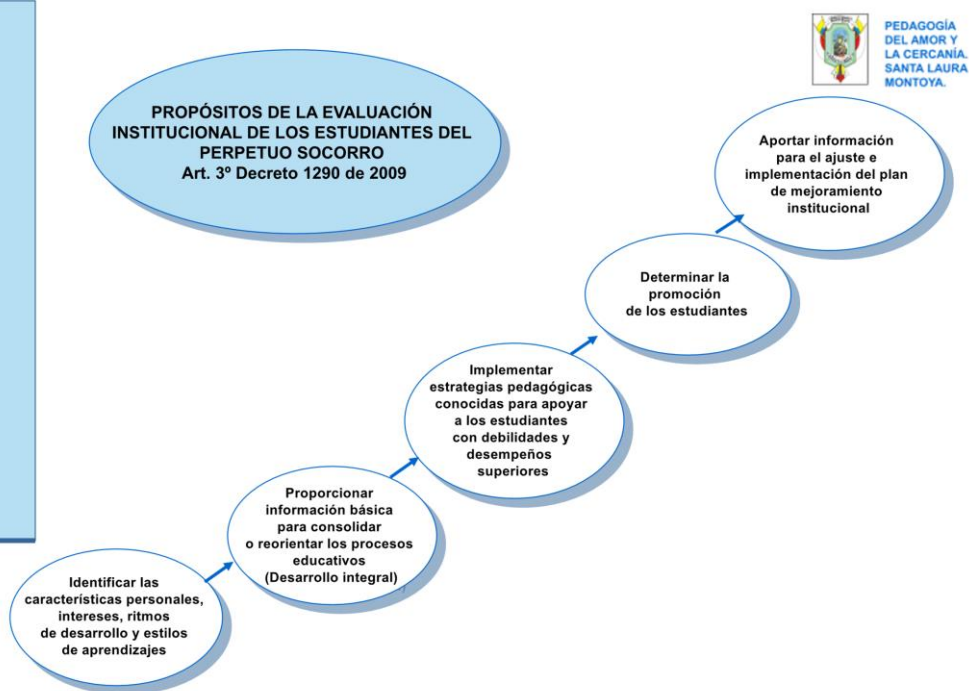 PEDAGOGÍA
DEL AMOR Y
LA CERCANÍA.
SANTA LAURA
MONTOYA.
PROPÓSITOS DE LA EVALUACIÓN
INSTITUCIONAL DE LOS ESTUDIANTES DEL
PERPETUO SOCORRO
Art. 3º Decreto 1290 de 2009
Aportar información
para el ajuste e
implementación del plan
de mejoramiento
institucional
Determinar la
promoción
de los estudiantes
Implementar
estrategias pedagógicas
conocidas para apoyar
a los estudiantes
con debilidades y
desempeños
superiores
Proporcionar
información básica
para consolidar
o reorientar los procesos
educativos
(Desarrollo integral)
Identificar las
características personales,
intereses, ritmos
de desarrollo y estilos
de aprendizajes